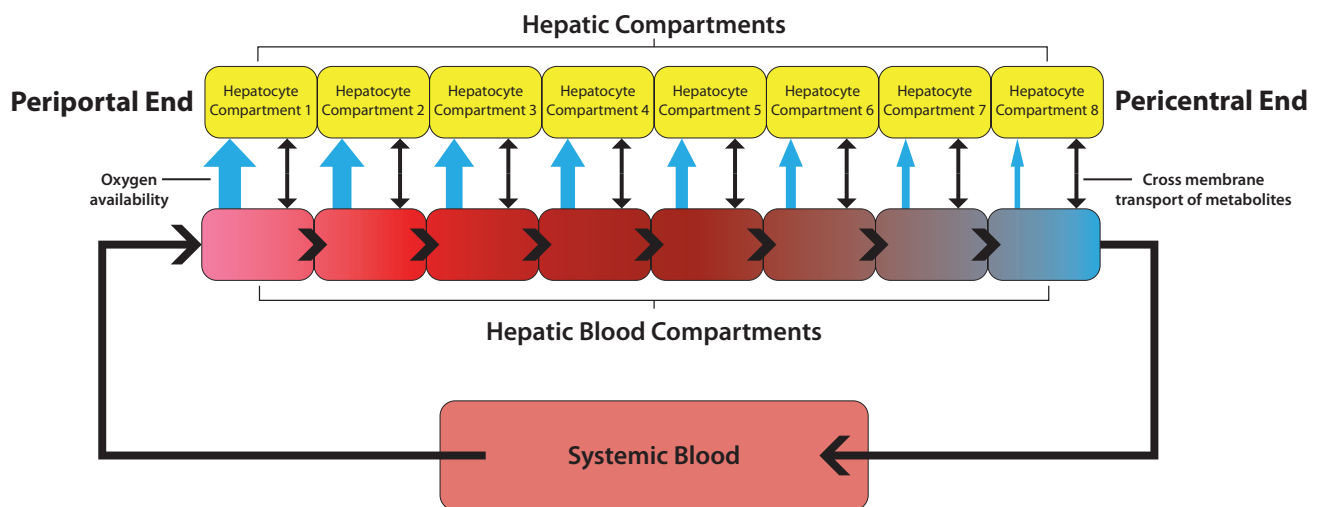 Hepatic Compartments
Periportal End
Hepatocyte
Compartment 1
Hepatocyte
Compartment 2
Hepatocyte
Compartment 3
Hepatocyte
Compartment 4
Hepatocyte
Compartment 5
Hepatocyte
Compartment 6
Hepatocyte
Compartment 7
Hepatocyte
Compartment 8
Pericentral End
Oxygen
availability
Cross membrane
transport of metabolites
Hepatic Blood Compartments
Systemic Blood